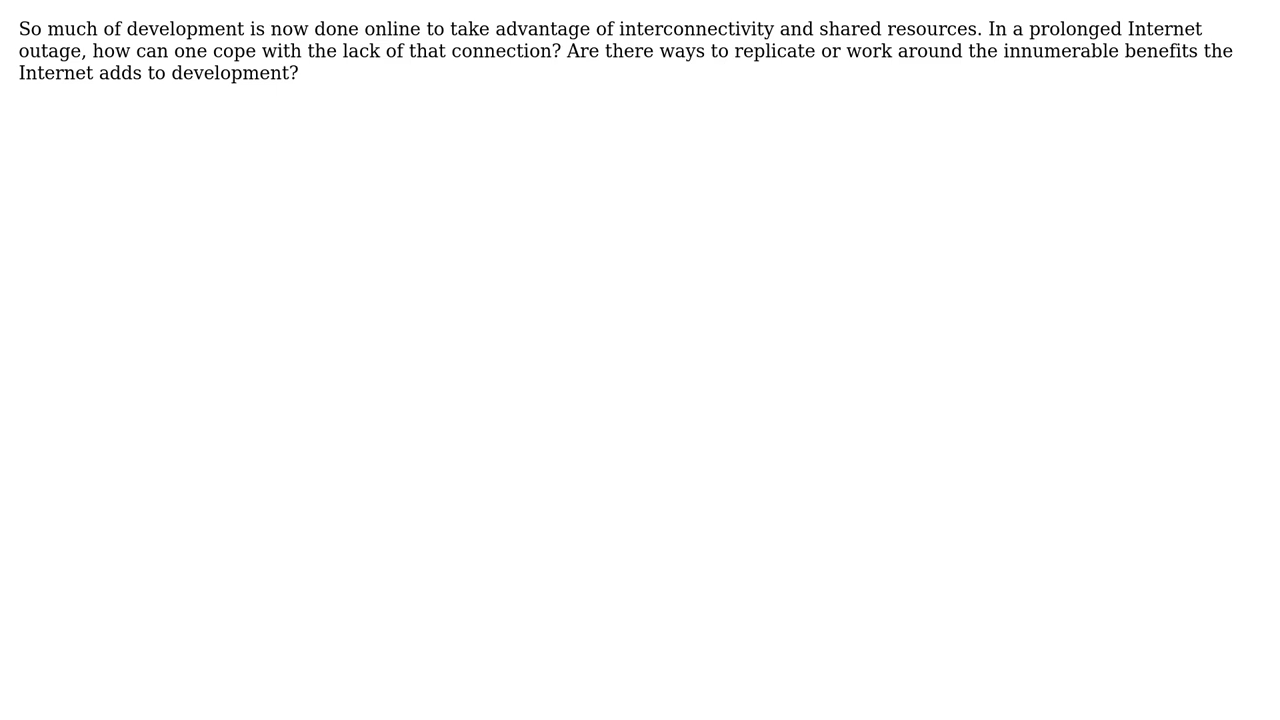 So much of development is now done online to take advantage of interconnectivity and shared resources. In a prolonged Internet
outage, how can one cope with the lack of that connection? Are there ways to replicate or work around the innumerable benefits the
Internet adds to development?